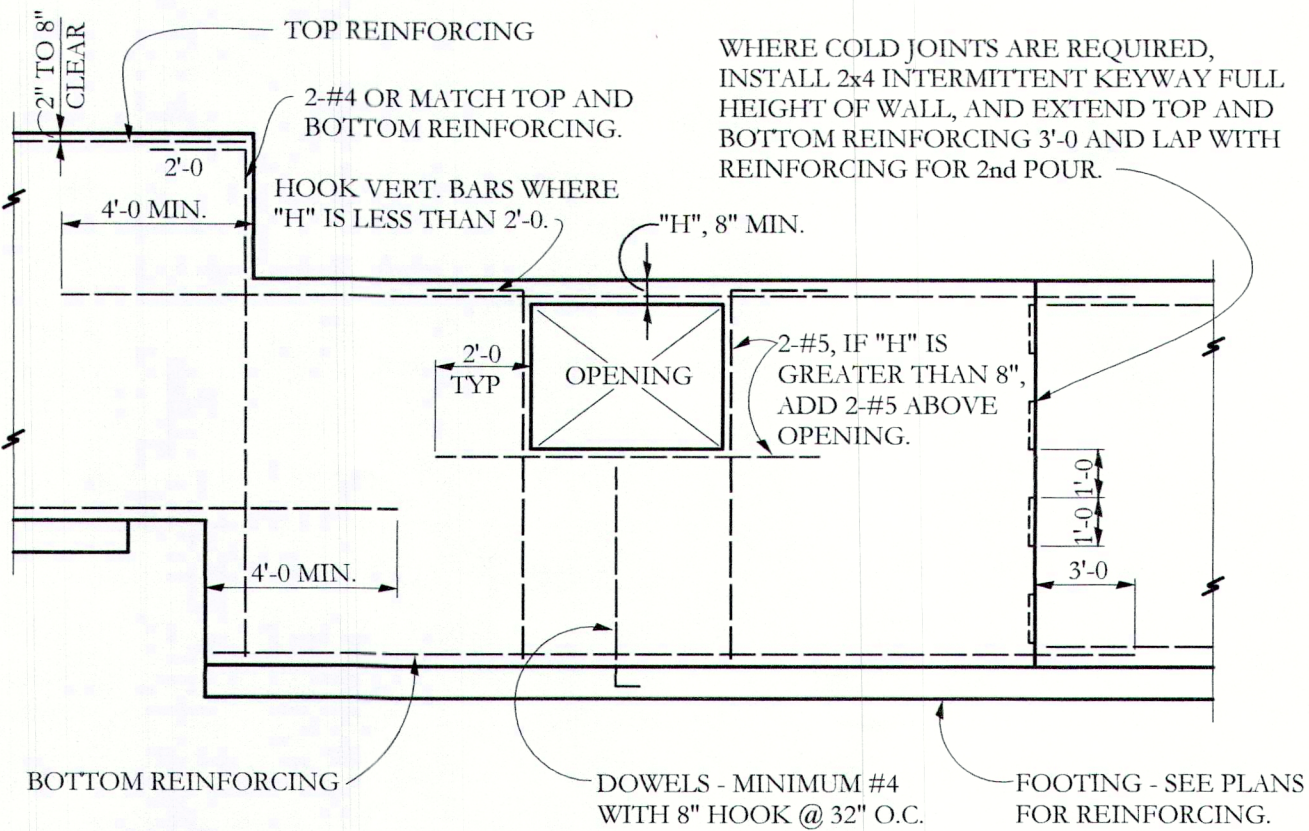 2" TO 8"
CLEAR
TOP REINFORCING
2-#4 OR MATCH TOP AND
BOTTOM REINFORCING.
WHERE COLD JOINTS ARE REQUIRED,
INSTALL 2x4 INTERMITTENT KEYWAY FULL
HEIGHT OF WALL, AND EXTEND TOP AND
BOTTOM REINFORCING 3'-0 AND LAP WITH
REINFORCING FOR 2nd POUR.
2'-0
4'-0 MIN.
HOOK VERT. BARS WHERE
"H" IS LESS THAN 2'-0.
"H", 8" MIN.
2'-0
TYP
OPENING
2-#5, IF "H" IS
GREATER THAN 8",
ADD 2-#5 ABOVE
OPENING.
1'-0
1'-0
4'-0 MIN.
3'-0
BOTTOM REINFORCING
DOWELS - MINIMUM #4
WITH 8" HOOK @ 32" O.C.
FOOTING - SEE PLANS
FOR REINFORCING.